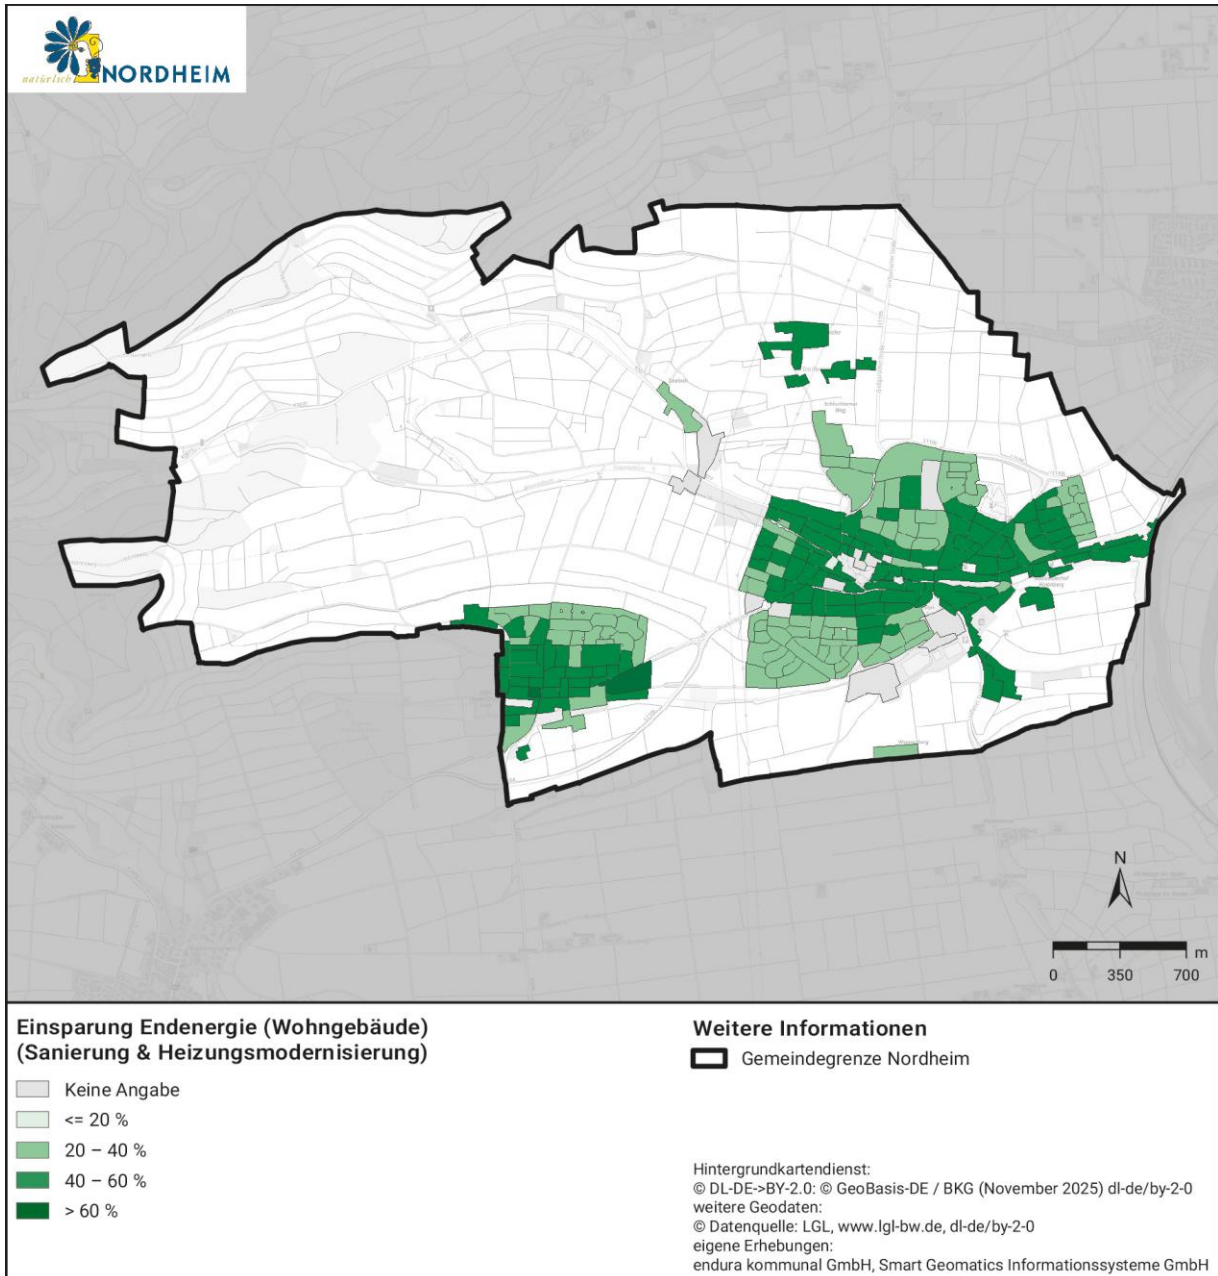 natürlich NORDHEIM
N
m
0 350 700
Einsparung Endenergie (Wohngebäude)
(Sanierung & Heizungsmodernisierung)
Keine Angabe
<= 20 %
20 – 40 %
40 – 60 %
> 60 %
Weitere Informationen
Gemeindegrenze Nordheim
Hintergrundkartendienst:
© DL-DE->BY-2.0: © GeoBasis-DE / BKG (November 2025) dl-de/by-2-0
weitere Geodaten:
© Datenquelle: LGL, www.lgl-bw.de, dl-de/by-2-0
eigene Erhebungen:
endura kommunal GmbH, Smart Geomatics Informationssysteme GmbH